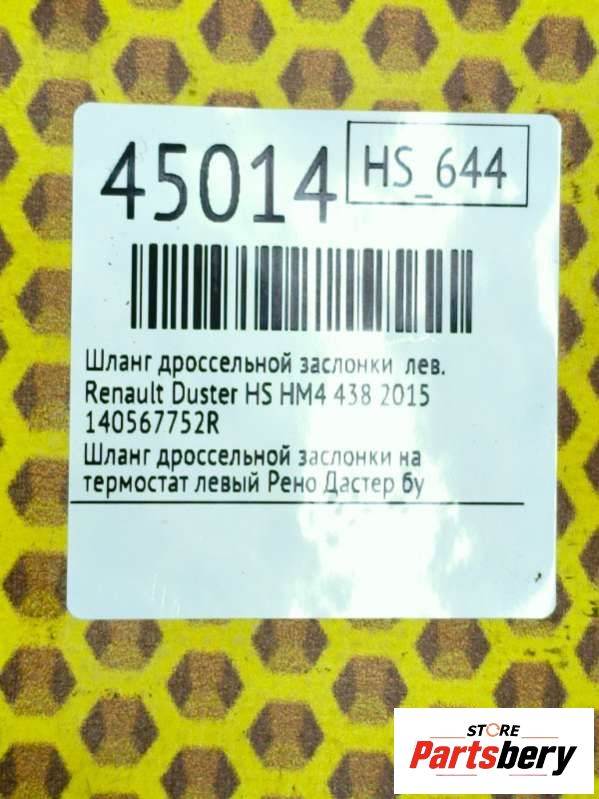 45014
HS_644
Шланг дроссельной заслонки лев.
Renault Duster HS HM4 438 2015
140567752R
Шланг дроссельной заслонки на
термостат левый Рено Дастер бу
STORE
Partsbery